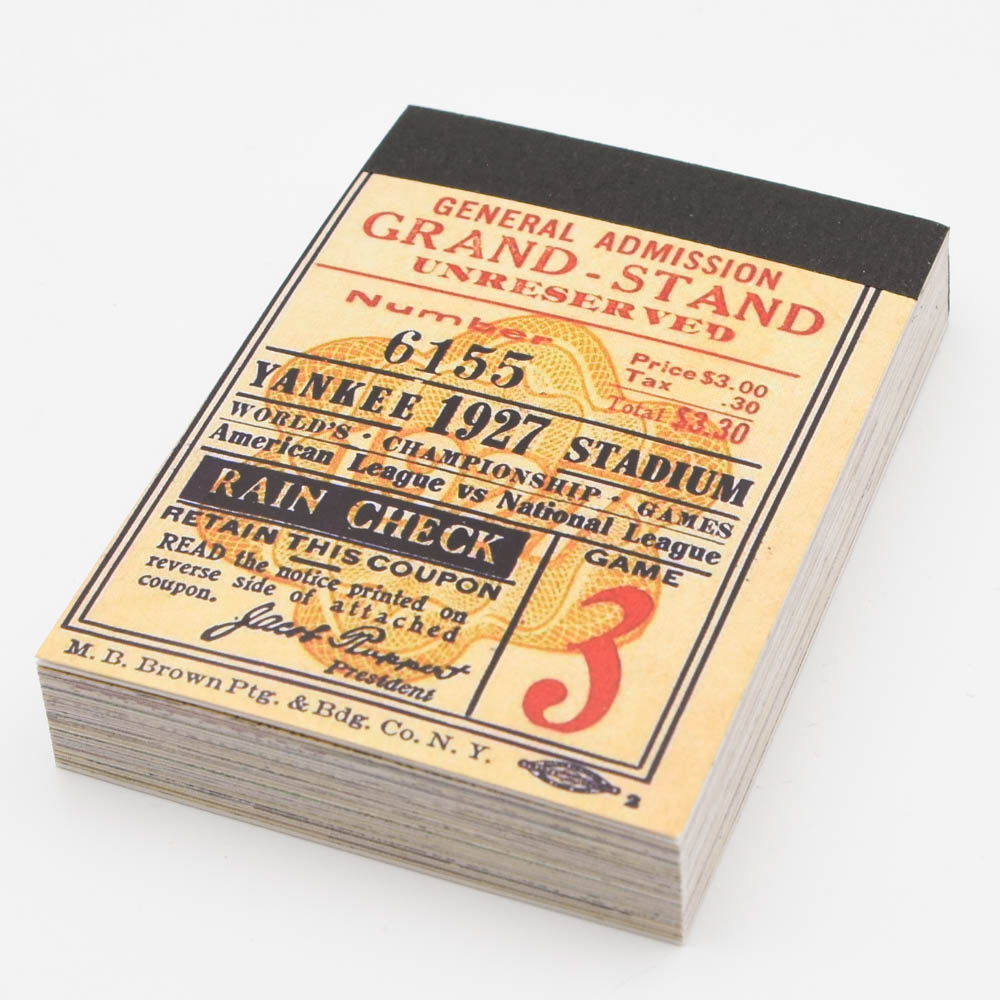 GENERAL ADMISSION
GRAND-STAND
UNRESERVED
Number
6155
Price $3.00
Tax .30
Total $3.30
YANKEE 1927 STADIUM
WORLD'S · CHAMPIONSHIP · GAMES
American League vs National League
RAIN CHECK
RETAIN THIS COUPON
READ the notice printed on
reverse side of attached
coupon.
Jacob Ruppert
President
GAME
3
M. B. Brown Ptg. & Bdg. Co. N. Y.
2